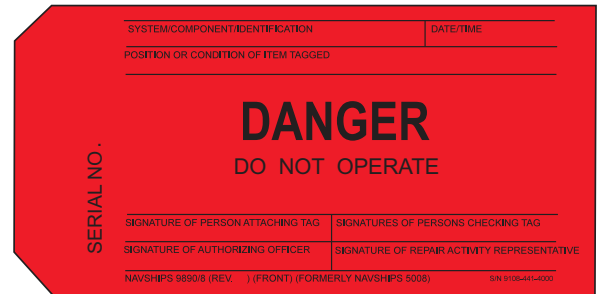 SYSTEM/COMPONENT/IDENTIFICATION DATE/TIME
POSITION OR CONDITION OF ITEM TAGGED
DANGER
DO NOT OPERATE
SERIAL NO.
SIGNATURE OF PERSON ATTACHING TAG SIGNATURES OF PERSONS CHECKING TAG
SIGNATURE OF AUTHORIZING OFFICER SIGNATURE OF REPAIR ACTIVITY REPRESENTATIVE
NAVSHIPS 9890/8 (REV. ) (FRONT) (FORMERLY NAVSHIPS 5008) S/N 9108-441-4000